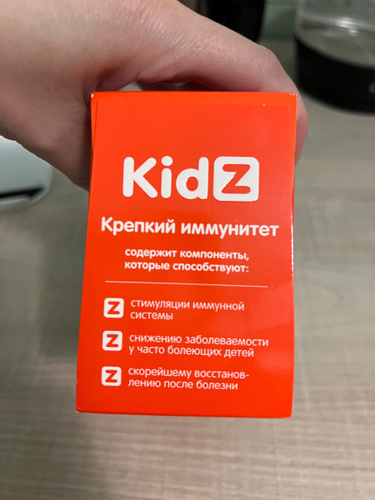 KidZ
Крепкий иммунитет
содержит компоненты,
которые способствуют:
Z стимуляции иммунной
системы
Z снижению заболеваемости
у часто болеющих детей
Z скорейшему восстанов-
лению после болезни